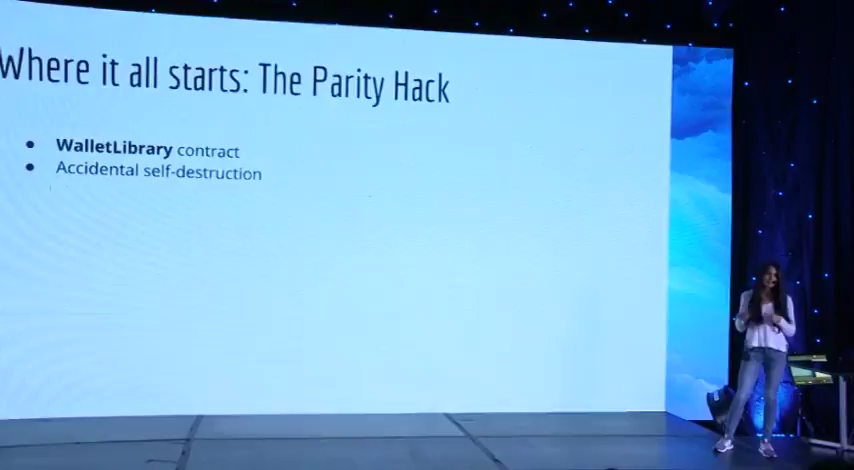 Where it all starts: The Parity Hack
WalletLibrary contract
Accidental self-destruction